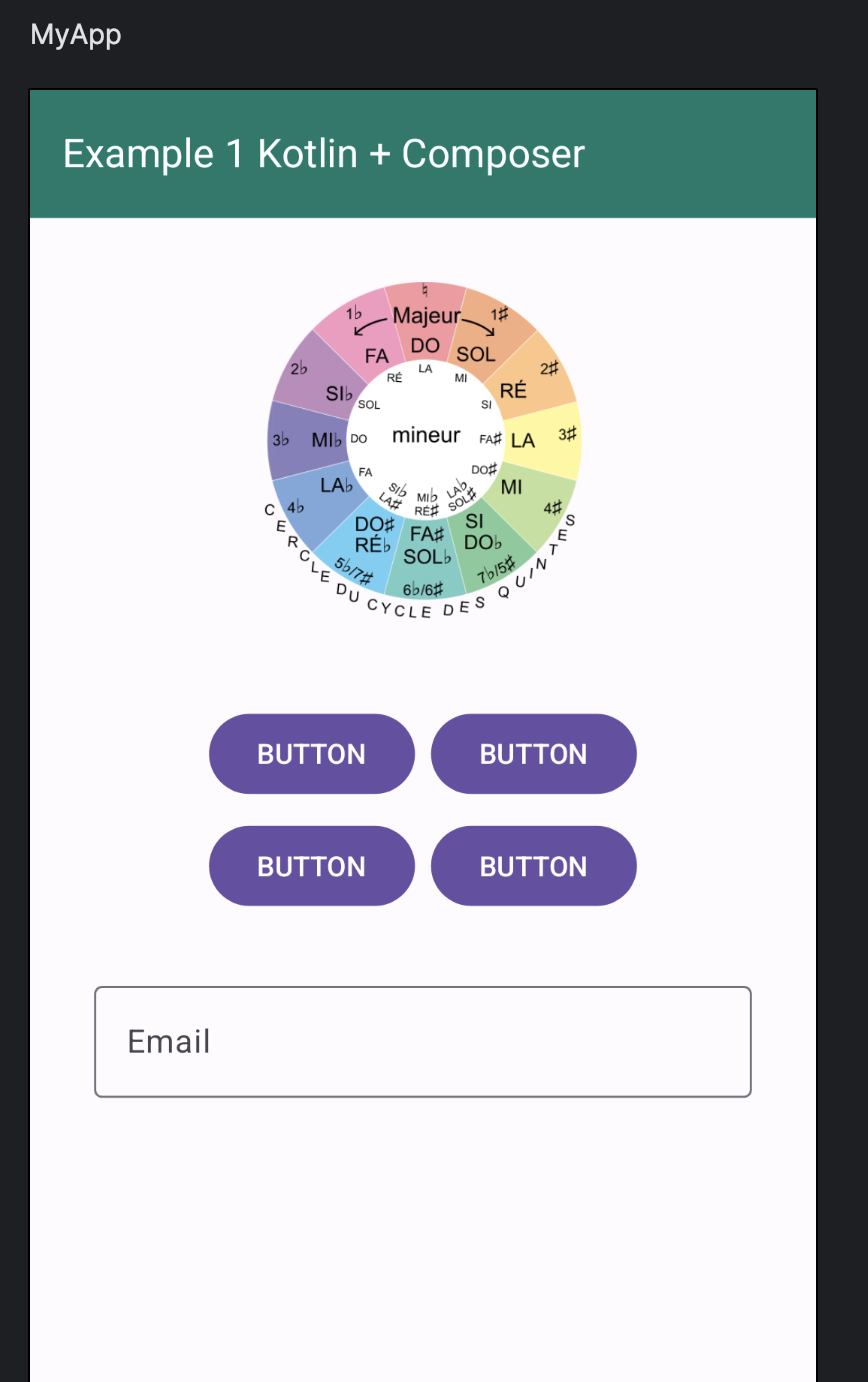 MyApp
Example 1 Kotlin + Composer
♮
1♭ Majeur 1♯
FA DO SOL
2♭ RÉ LA MI 2♯
SI♭ SOL SI RÉ
3♭ MI♭ DO mineur FA♯ LA 3♯
LA♭ FA DO♯ MI
4♭ SI♭ MI♭ LA♭ 4♯
LA♯ RÉ♯ SOL♯
DO♯ FA♯ SI
RÉ♭ SOL♭ DO♭
5♭/7♯ 6♭/6♯ 7♭/5♯
CERCLE DU CYCLE DES QUINTES
BUTTON BUTTON
BUTTON BUTTON
Email